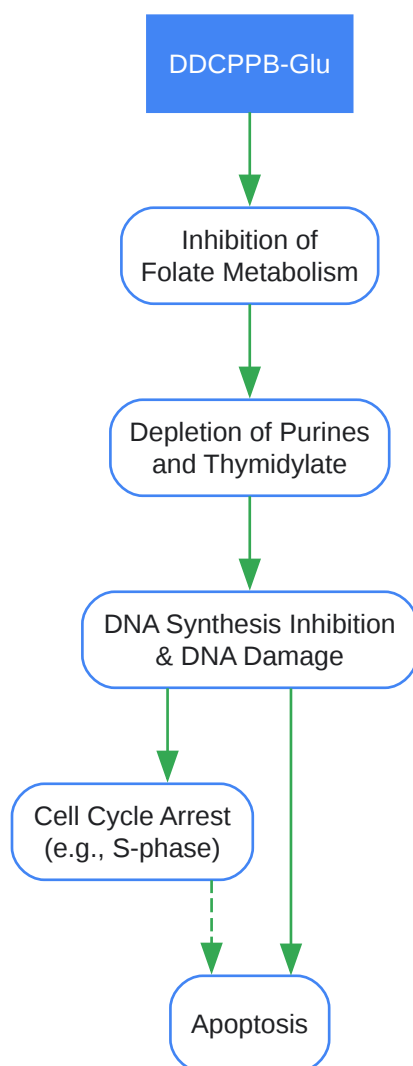 DDCPPB-Glu
Inhibition of
Folate Metabolism
Depletion of Purines
and Thymidylate
DNA Synthesis Inhibition
& DNA Damage
Cell Cycle Arrest
(e.g., S-phase)
Apoptosis